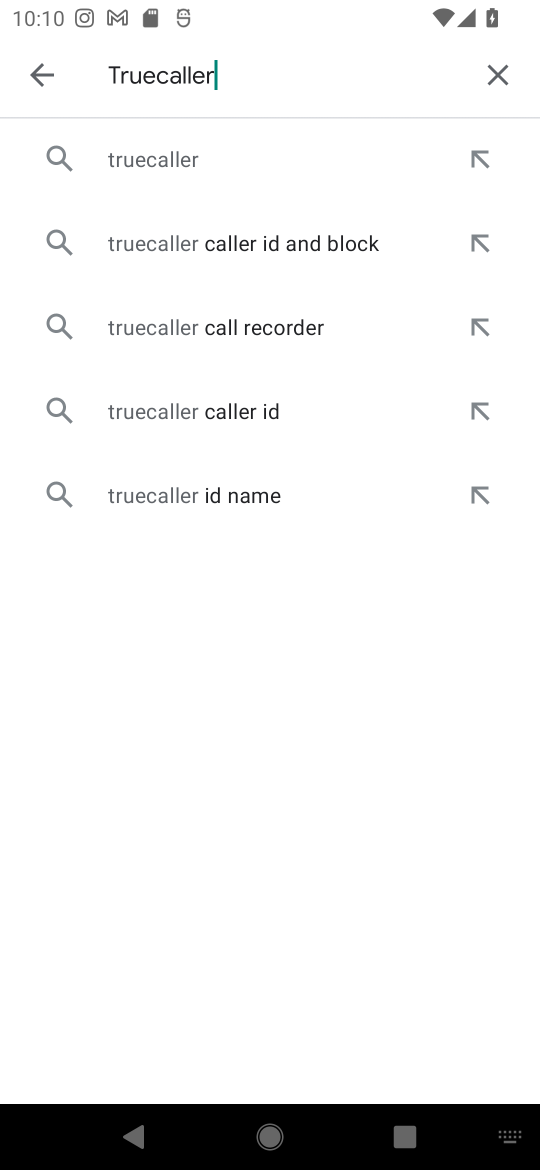 10:10
Truecaller
truecaller
truecaller caller id and block
truecaller call recorder
truecaller caller id
truecaller id name